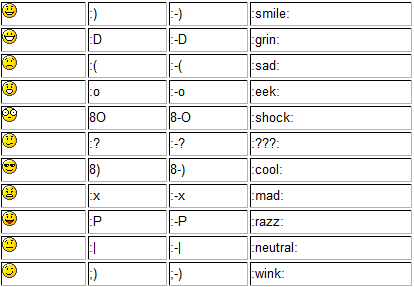 :) :-) :smile:
:D :-D :grin:
:( :-( :sad:
:o :-o :eek:
8O 8-O :shock:
:? :-? :???:
8) 8-) :cool:
:x :-x :mad:
:P :-P :razz:
:| :-| :neutral:
;) ;-) :wink: